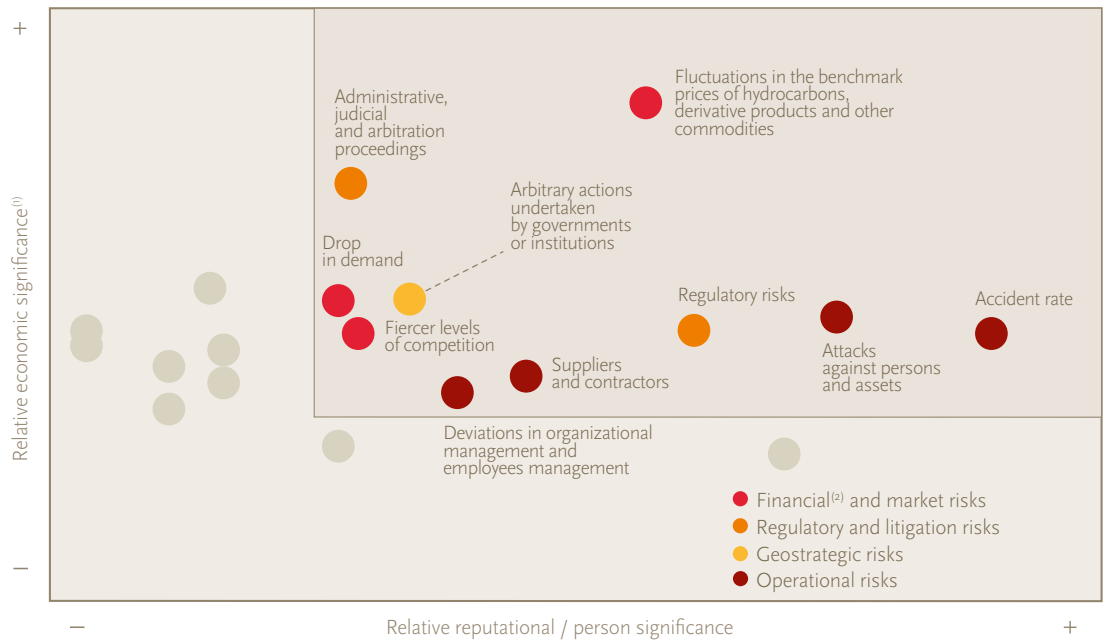 +
Relative economic significance(1)
−
Administrative,
judicial
and arbitration
proceedings
Fluctuations in the benchmark
prices of hydrocarbons,
derivative products and other
commodities
Arbitrary actions
undertaken
by governments
or institutions
Drop
in demand
Fiercer levels
of competition
Regulatory risks
Accident rate
Attacks
against persons
and assets
Suppliers
and contractors
Deviations in organizational
management and
employees management
Financial(2) and market risks
Regulatory and litigation risks
Geostrategic risks
Operational risks
−
Relative reputational / person significance
+